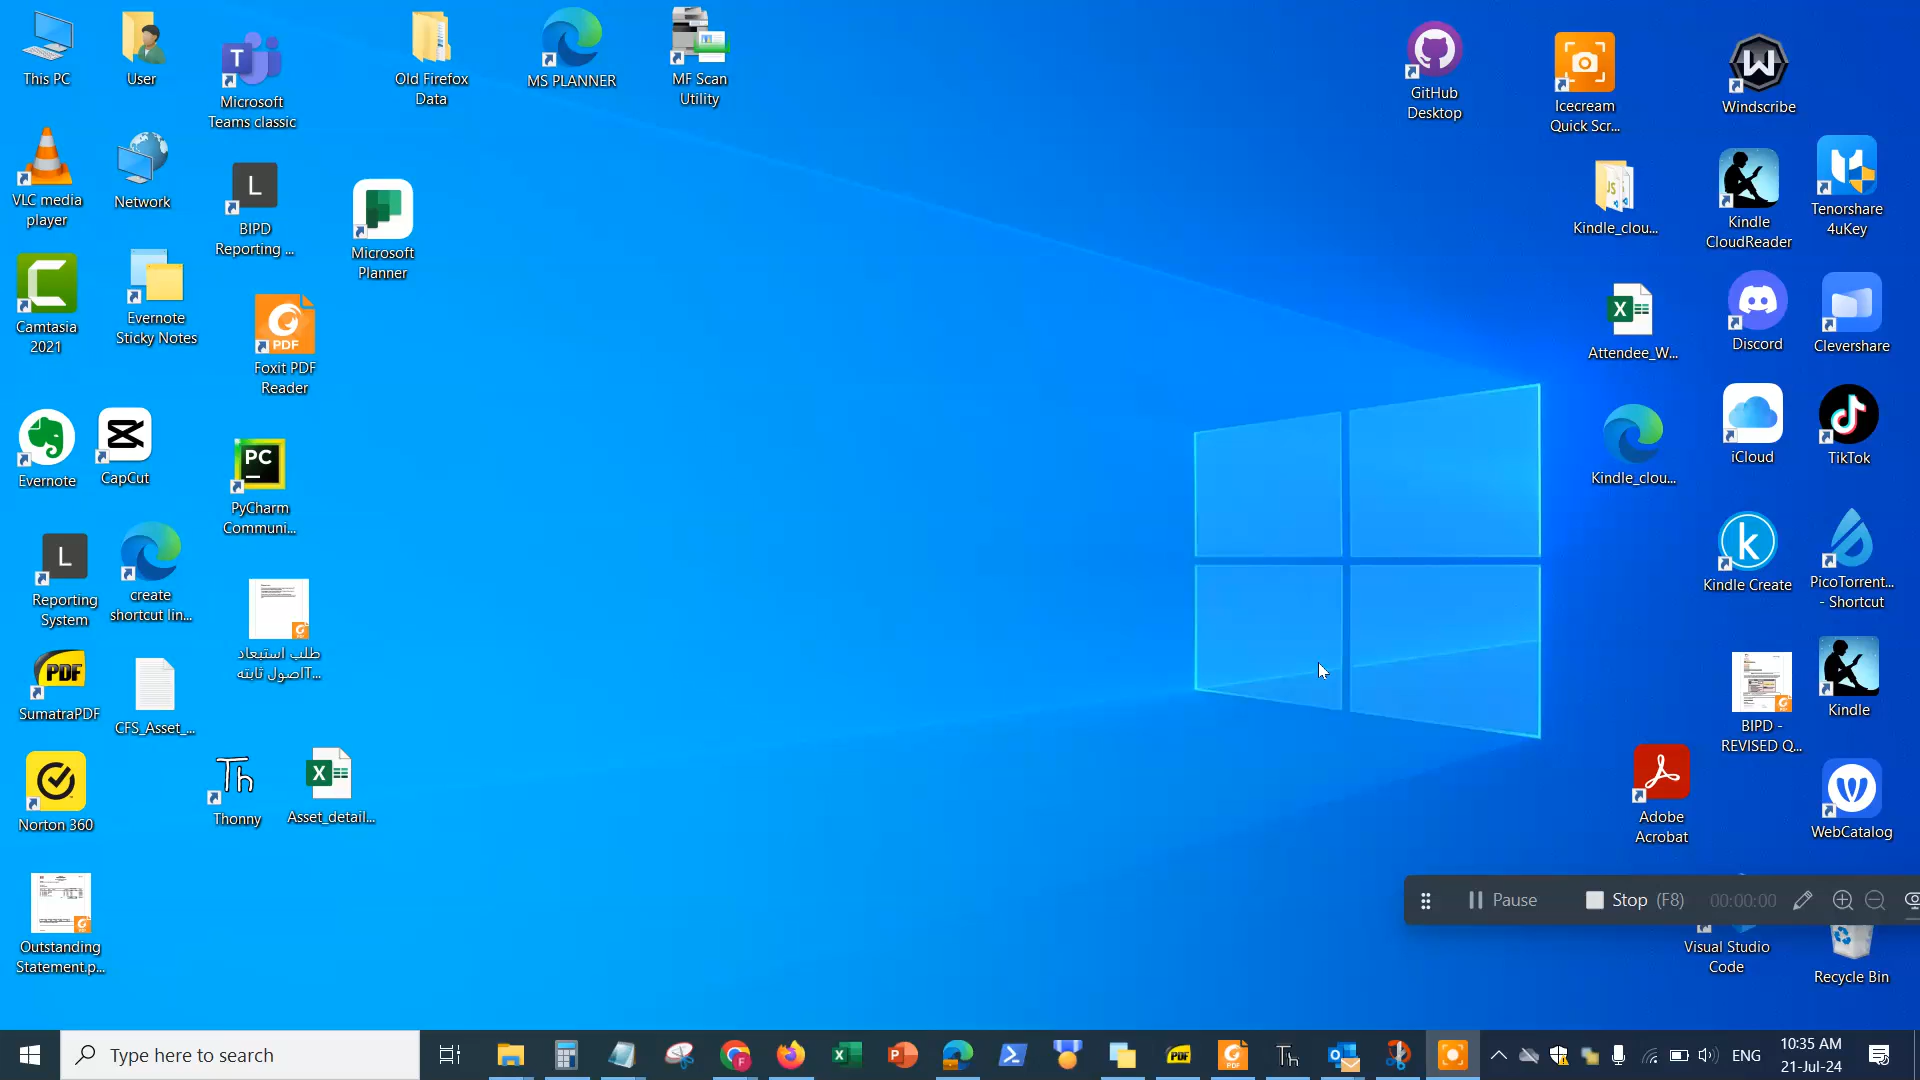 This PC
User
Microsoft
Teams classic
Old Firefox
Data
MS PLANNER
MF Scan
Utility
GitHub
Desktop
Icecream
Quick Scr...
Windscribe
VLC media
player
Network
L
BIPD
Reporting ...
Microsoft
Planner
Kindle_clou...
Kindle
CloudReader
Tenorshare
4uKey
Camtasia
2021
Evernote
Sticky Notes
PDF
Foxit PDF
Reader
Attendee_W...
Discord
Clevershare
Evernote
CapCut
PC
PyCharm
Communi...
Kindle_clou...
iCloud
TikTok
L
Reporting
System
create
shortcut lin...
طلب استبعاد
اصول ثابتهT...
Kindle Create
PicoTorrent...
- Shortcut
PDF
SumatraPDF
CFS_Asset_...
BIPD -
REVISED Q...
Kindle
Norton 360
Th
Thonny
Asset_detail...
Adobe
Acrobat
WebCatalog
Outstanding
Statement.p...
Pause
Stop (F8)
00:00:00
Visual Studio
Code
Recycle Bin
Type here to search
ENG
10:35 AM
21-Jul-24